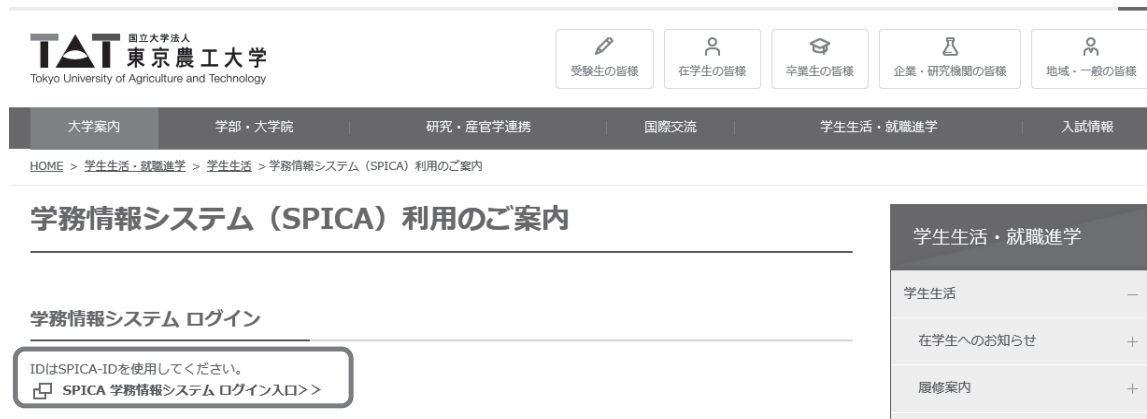 TAT
国立大学法人
東京農工大学
Tokyo University of Agriculture and Technology
受験生の皆様
在学生の皆様
卒業生の皆様
企業・研究機関の皆様
地域・一般の皆様
大学案内
学部・大学院
研究・産官学連携
国際交流
学生生活・就職進学
入試情報
HOME > 学生生活・就職進学 > 学生生活 > 学務情報システム（SPICA）利用のご案内
学務情報システム（SPICA）利用のご案内
学務情報システム ログイン
IDはSPICA-IDを使用してください。
SPICA 学務情報システム ログイン入口>>
学生生活・就職進学
学生生活
在学生へのお知らせ
履修案内